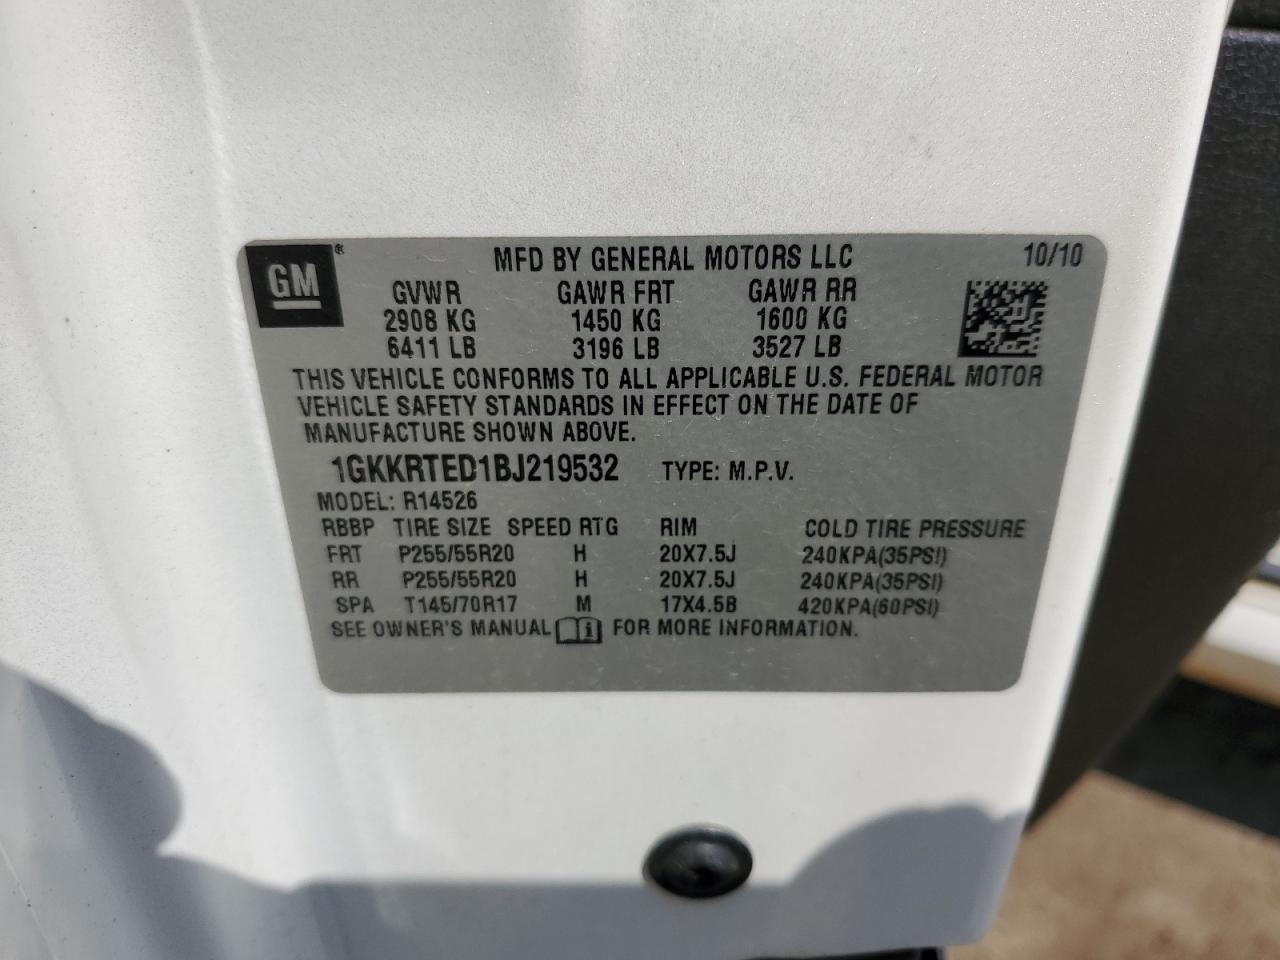 GM ® MFD BY GENERAL MOTORS LLC 10/10
GVWR GAWR FRT GAWR RR
2908 KG 1450 KG 1600 KG
6411 LB 3196 LB 3527 LB
THIS VEHICLE CONFORMS TO ALL APPLICABLE U.S. FEDERAL MOTOR
VEHICLE SAFETY STANDARDS IN EFFECT ON THE DATE OF
MANUFACTURE SHOWN ABOVE.
1GKKRTED1BJ219532 TYPE: M.P.V.
MODEL: R14526
RBBP TIRE SIZE SPEED RTG RIM COLD TIRE PRESSURE
FRT P255/55R20 H 20X7.5J 240KPA(35PSI)
RR P255/55R20 H 20X7.5J 240KPA(35PSI)
SPA T145/70R17 M 17X4.5B 420KPA(60PSI)
SEE OWNER'S MANUAL i FOR MORE INFORMATION.